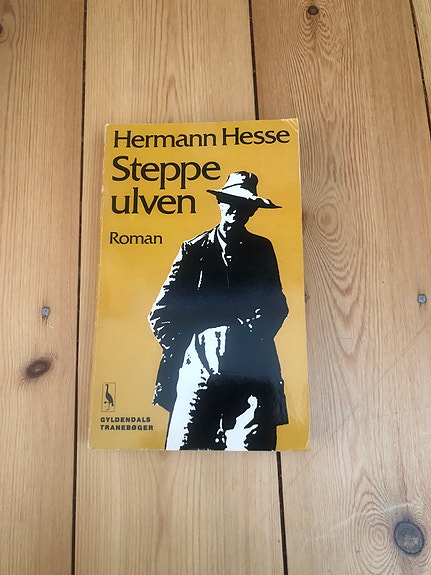 Hermann Hesse
Steppe
ulven
Roman
GYLDENDALS
TRANEBØGER